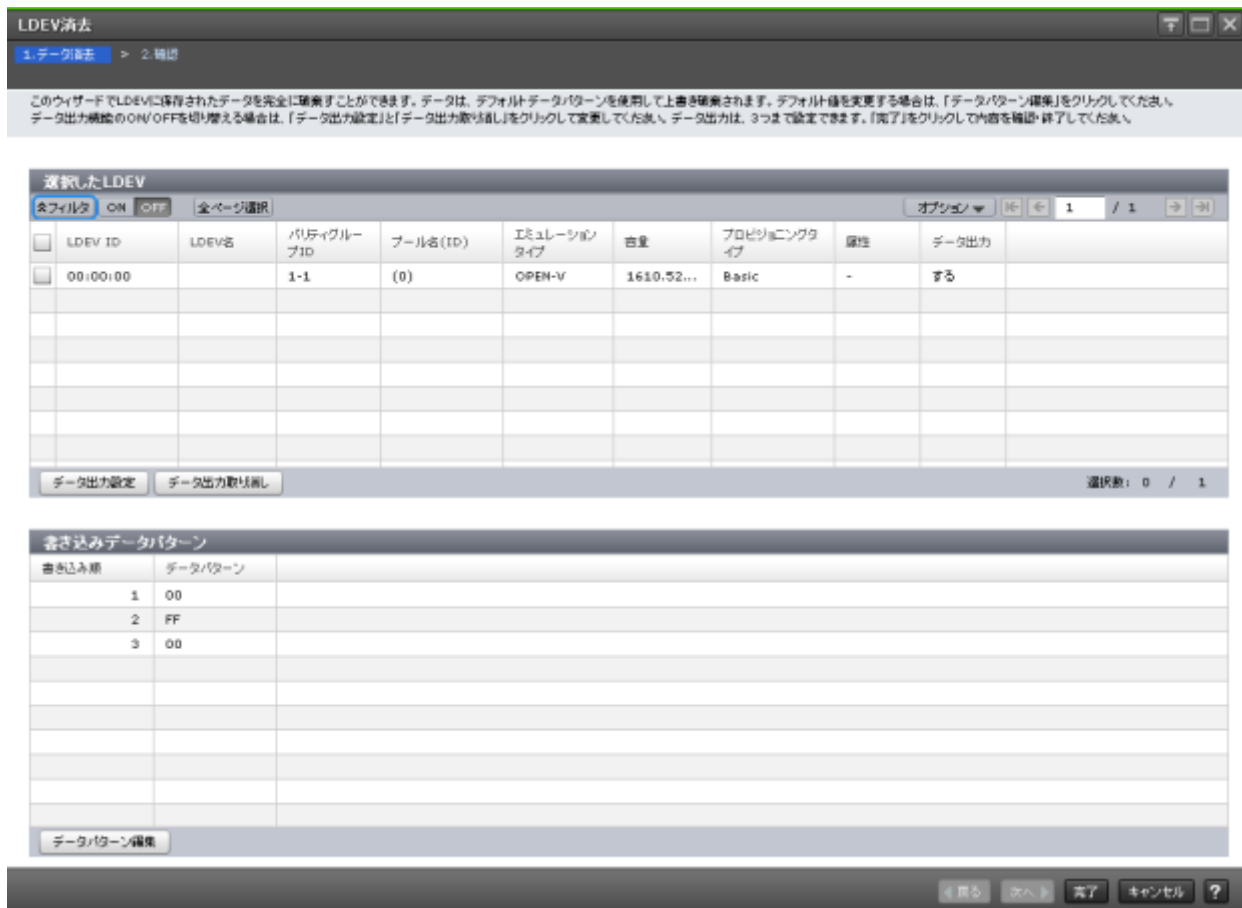 LDEV消去
1.データ消去 > 2.確認
このウィザードでLDEVに保存されたデータを完全に破棄すことができます。データは、デフォルトデータパターンを使用して上書き破棄されます。デフォルト値を変更する場合は、「データパターン編集」をクリックしてください。
データ出力機能のON/OFFを切り替える場合は、「データ出力設定」と「データ出力取り消し」をクリックして変更してください。データ出力は、3つまで設定できます。「完了」をクリックして内容を確認・終了してください。
選択したLDEV
フィルタ ON OFF 全ページ選択 オプション 1 / 1
LDEV ID LDEV名 パリティグループID プール名(ID) エミュレーションタイプ 容量 プロビジョニングタイプ 属性 データ出力
00:00:00 1-1 (0) OPEN-V 1610.52... Basic - する
データ出力設定 データ出力取り消し 選択数: 0 / 1
書き込みデータパターン
書き込み順 データパターン
1 00
2 FF
3 00
データパターン編集
戻る 次へ 完了 キャンセル ?